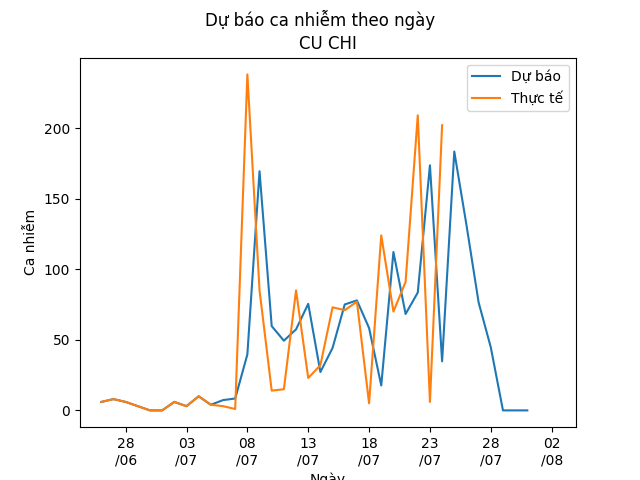 Dự báo ca nhiễm theo ngày
CU CHI
Dự báo
Thực tế
Ca nhiễm
200
150
100
50
0
28 03 08 13 18 23 28 02
/06 /07 /07 /07 /07 /07 /07 /08
Ngày